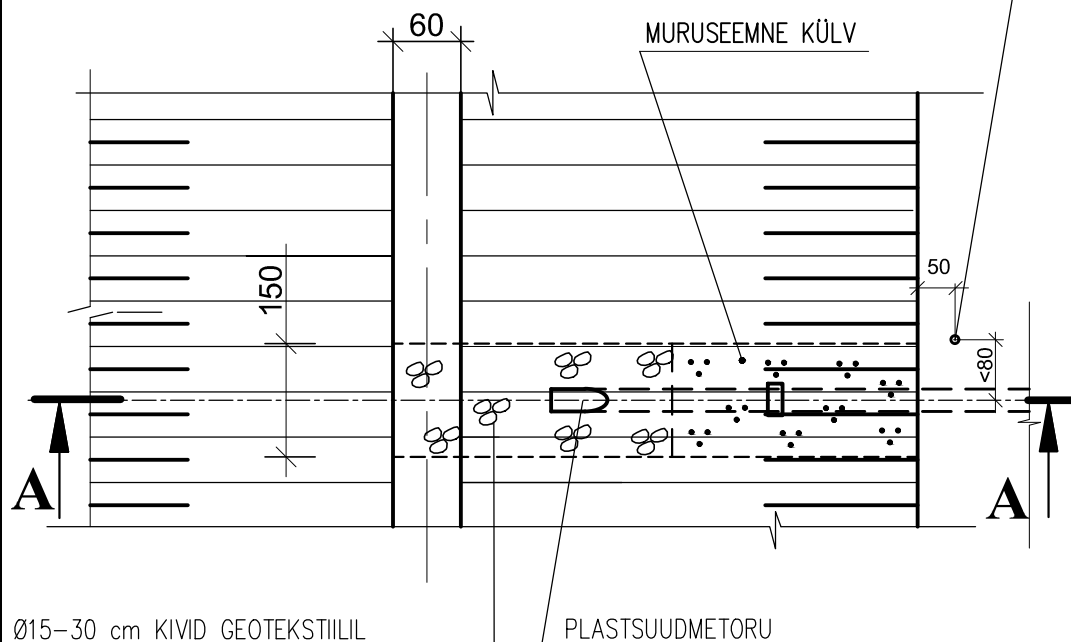 60
MURUSEEMNE KÜLV
50
150
<80
A
A
Ø15-30 cm KIVID GEOTEKSTIILIL
PLASTSUUDMETORU